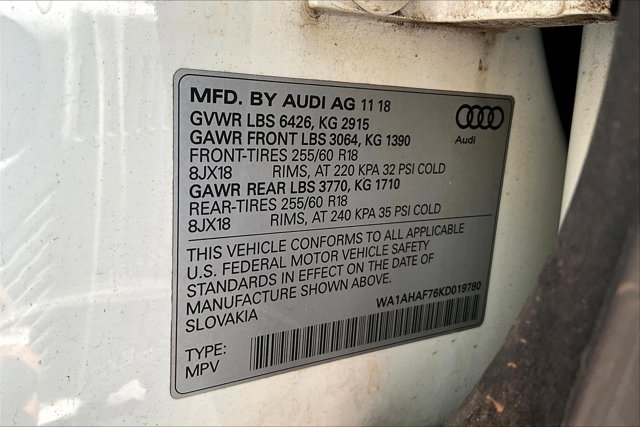 MFD. BY AUDI AG 11 18
GVWR LBS 6426, KG 2915
GAWR FRONT LBS 3064, KG 1390
FRONT-TIRES 255/60 R18
8JX18 RIMS, AT 220 KPA 32 PSI COLD
GAWR REAR LBS 3770, KG 1710
REAR-TIRES 255/60 R18
8JX18 RIMS, AT 240 KPA 35 PSI COLD
Audi
THIS VEHICLE CONFORMS TO ALL APPLICABLE
U.S. FEDERAL MOTOR VEHICLE SAFETY
STANDARDS IN EFFECT ON THE DATE OF
MANUFACTURE SHOWN ABOVE.
SLOVAKIA
WA1AHAF76KD019760
TYPE:
MPV